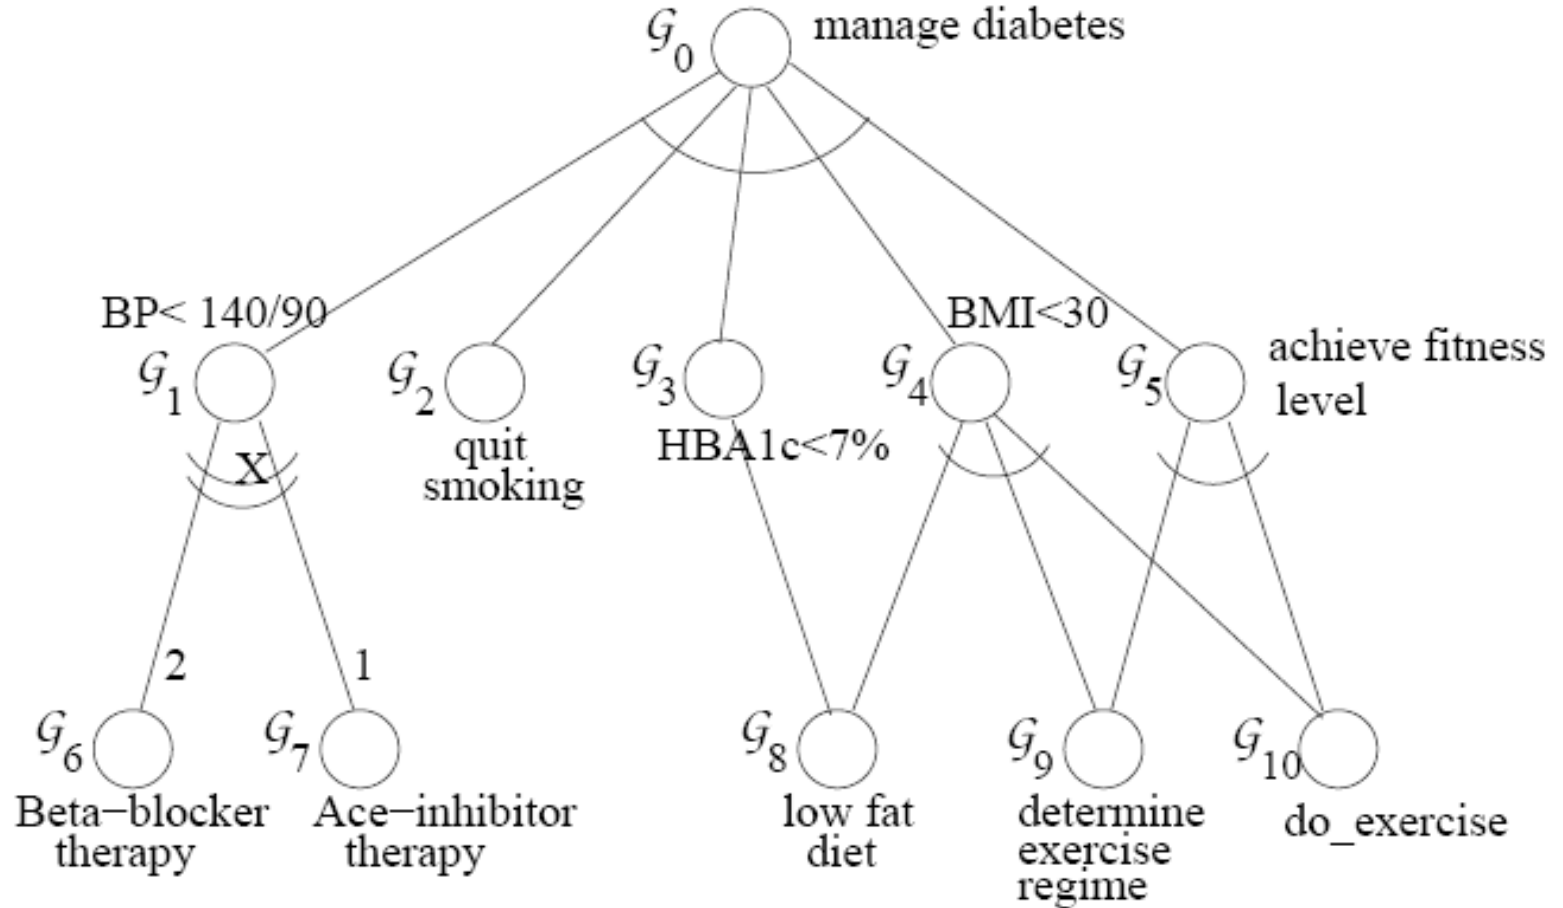 G0 manage diabetes
BP< 140/90
BMI<30
G1
G2
G3
G4
G5
achieve fitness
level
quit
smoking
HBA1c<7%
X
2
1
G6
G7
G8
G9
G10
Beta−blocker
therapy
Ace−inhibitor
therapy
low fat
diet
determine
exercise
regime
do_exercise